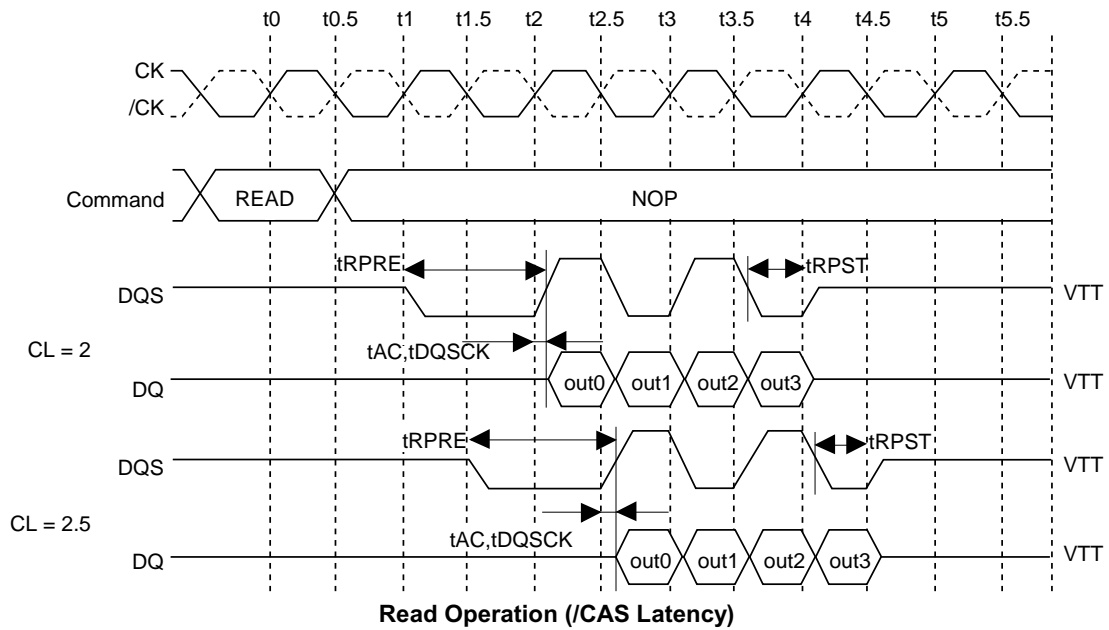 t0 t0.5 t1 t1.5 t2 t2.5 t3 t3.5 t4 t4.5 t5 t5.5
CK
/CK
Command READ NOP
tRPRE tRPST
DQS VTT
CL = 2
tAC,tDQSCK
DQ out0 out1 out2 out3 VTT
tRPRE tRPST
DQS VTT
CL = 2.5
tAC,tDQSCK
DQ out0 out1 out2 out3 VTT
Read Operation (/CAS Latency)